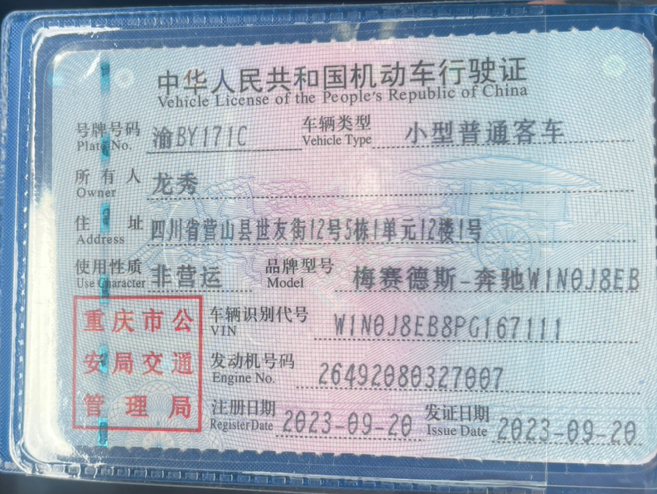 中华人民共和国机动车行驶证
Vehicle License of the People's Republic of China
号牌号码 渝BY171C 车辆类型 小型普通客车
Plate No. Vehicle Type
所有人 龙秀
Owner
住址 四川省营山县世友街12号5栋1单元12楼1号
Address
使用性质 非营运 品牌型号 梅赛德斯-奔驰W1N0J8EB
Use Character Model
重庆市公
安局交通
管理局
车辆识别代号 W1N0J8EB8PG167111
VIN
发动机号码 26492080327007
Engine No.
注册日期 2023-09-20 发证日期 2023-09-20
Register Date Issue Date